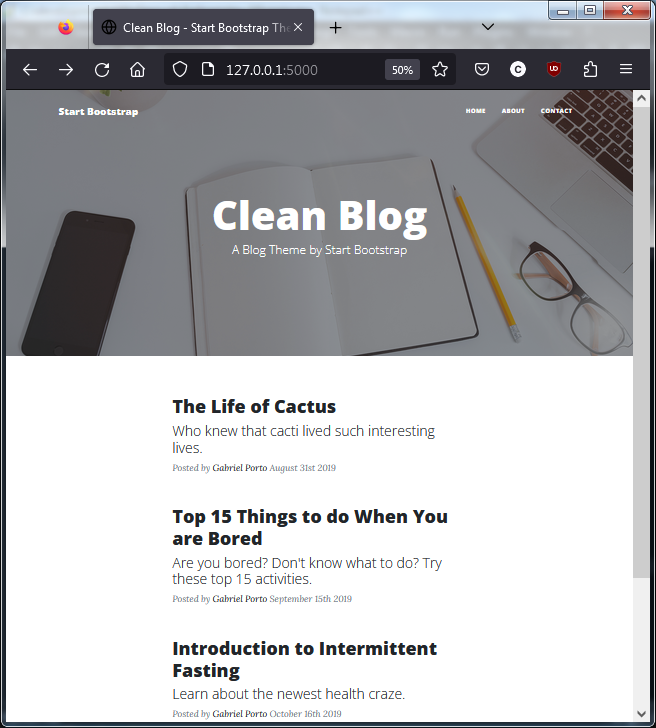 Clean Blog - Start Bootstrap The
127.0.0.1:5000
50%
Start Bootstrap
HOME ABOUT CONTACT
Clean Blog
A Blog Theme by Start Bootstrap
The Life of Cactus
Who knew that cacti lived such interesting
lives.
Posted by Gabriel Porto August 31st 2019
Top 15 Things to do When You
are Bored
Are you bored? Don't know what to do? Try
these top 15 activities.
Posted by Gabriel Porto September 15th 2019
Introduction to Intermittent
Fasting
Learn about the newest health craze.
Posted by Gabriel Porto October 16th 2019